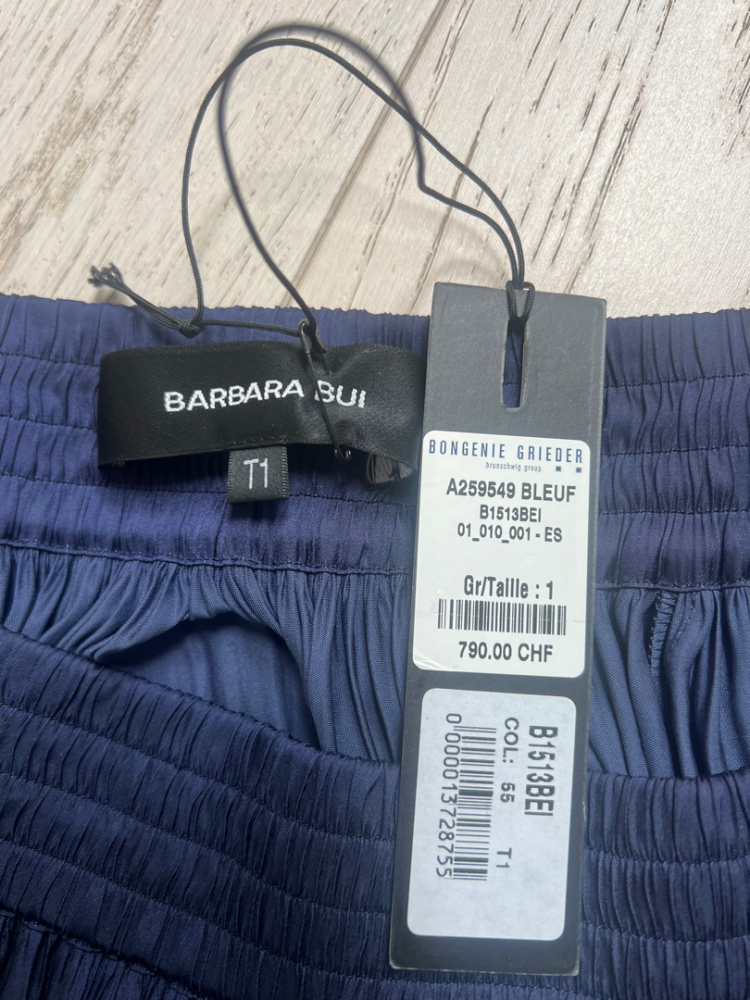 BARBARA BUI
T1
BONGENIE GRIEDER
brunschwig group
A259549 BLEUF
B1513BEI
01_010_001 - ES
Gr/Taille : 1
790.00 CHF
B1513BEI
COL: 55 T1
0000013728755